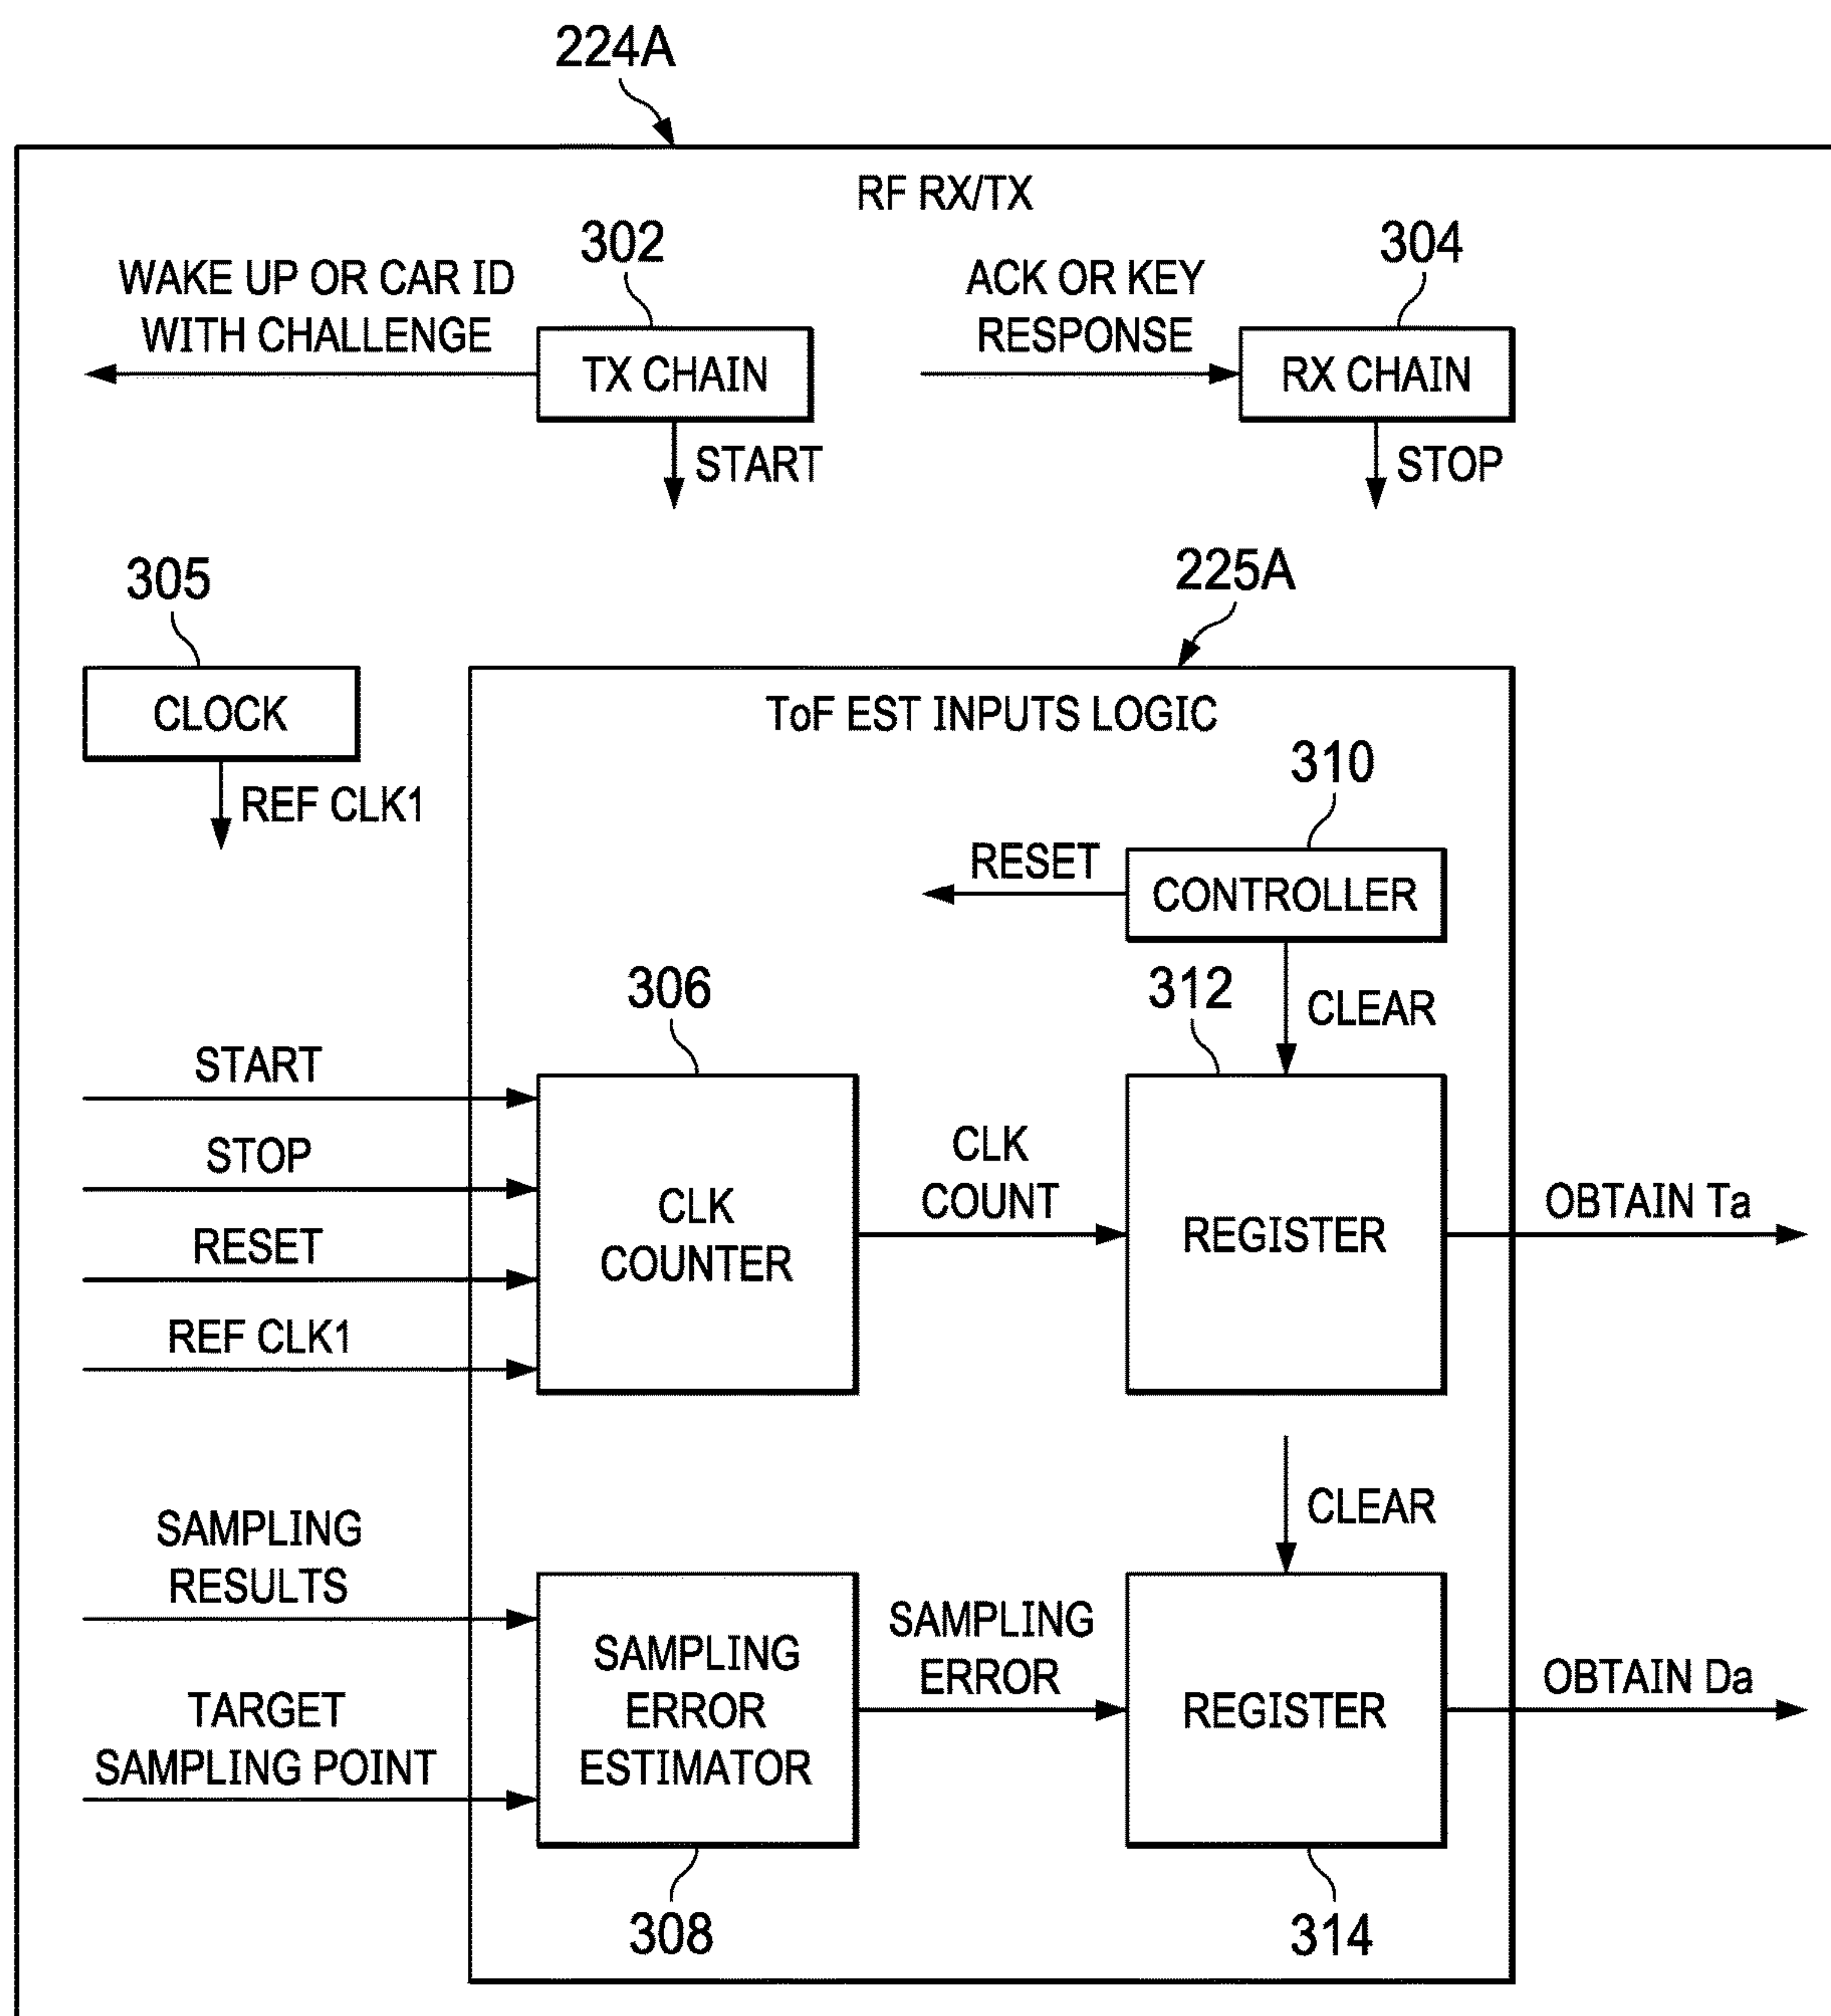 224A
RF RX/TX
302
304
WAKE UP OR CAR ID
WITH CHALLENGE
ACK OR KEY
RESPONSE
TX CHAIN
RX CHAIN
START
STOP
305
225A
CLOCK
REF CLK1
ToF EST INPUTS LOGIC
310
RESET
CONTROLLER
306
312
CLEAR
START
STOP
RESET
REF CLK1
CLK
COUNTER
CLK
COUNT
REGISTER
OBTAIN Ta
CLEAR
SAMPLING
RESULTS
TARGET
SAMPLING POINT
SAMPLING
ERROR
ESTIMATOR
SAMPLING
ERROR
REGISTER
OBTAIN Da
308
314